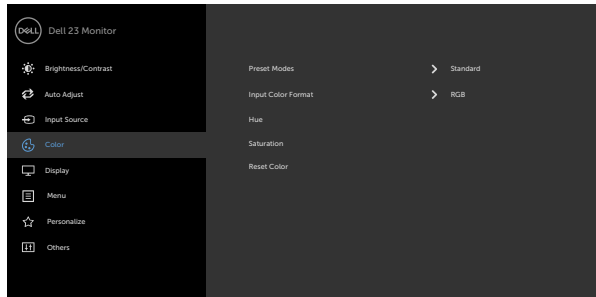 DELL Dell 23 Monitor
Brightness/Contrast
Auto Adjust
Input Source
Color
Display
Menu
Personalize
Others
Preset Modes Standard
Input Color Format RGB
Hue
Saturation
Reset Color